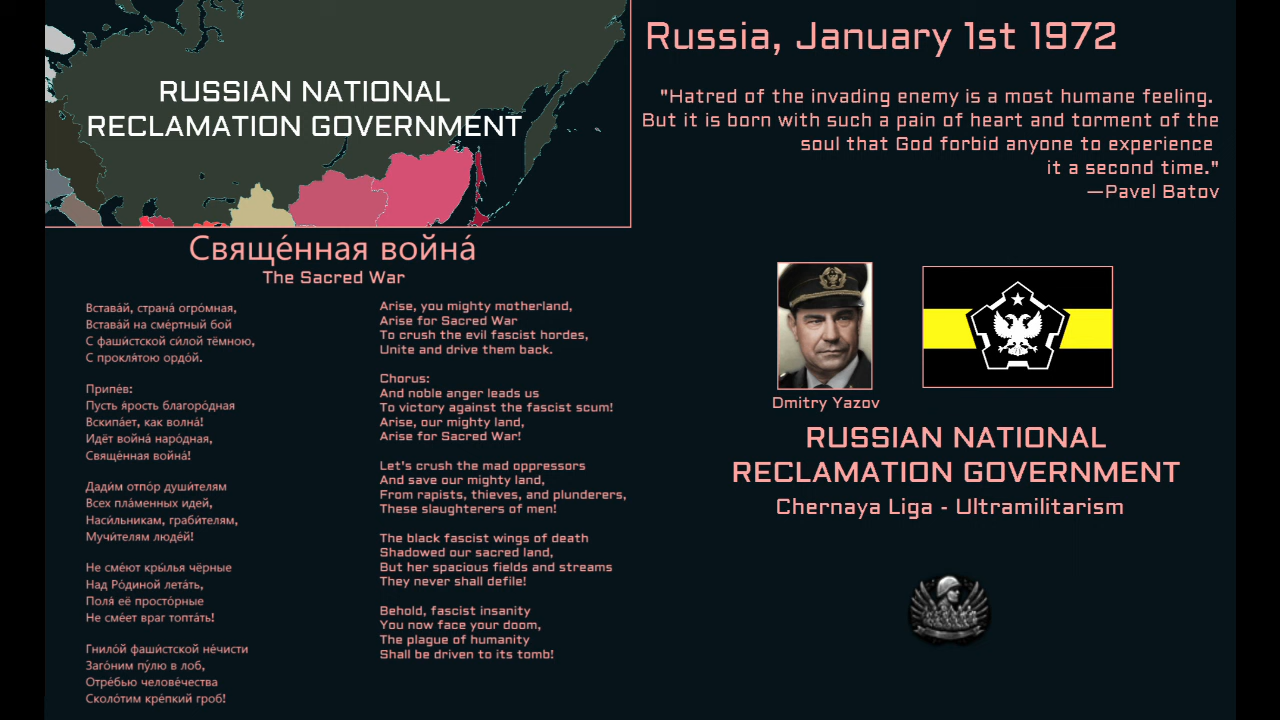 RUSSIAN NATIONAL
RECLAMATION GOVERNMENT
Russia, January 1st 1972
"Hatred of the invading enemy is a most humane feeling.
But it is born with such a pain of heart and torment of the
soul that God forbid anyone to experience
it a second time."
—Pavel Batov
Свяще́нная война́
The Sacred War
Встава́й, страна́ огро́мная,
Встава́й на сме́ртный бой
С фаши́стской си́лой тёмною,
С прокля́тою ордо́й.
Припе́в:
Пусть я́рость благоро́дная
Вскипа́ет, как волна́!
Идёт война́ наро́дная,
Свяще́нная война́!
Дади́м отпо́р души́телям
Всех пла́менных идей,
Наси́льникам, граби́телям,
Мучи́телям люде́й!
Не сме́ют кры́лья чёрные
Над Ро́диной лета́ть,
Поля́ её просто́рные
Не сме́ет враг топта́ть!
Гнило́й фаши́стской не́чисти
Заго́ним пу́лю в лоб,
Отре́бью челове́чества
Сколо́тим кре́пкий гроб!
Arise, you mighty motherland,
Arise for Sacred War
To crush the evil fascist hordes,
Unite and drive them back.
Chorus:
And noble anger leads us
To victory against the fascist scum!
Arise, our mighty land,
Arise for Sacred War!
Let's crush the mad oppressors
And save our mighty land,
From rapists, thieves, and plunderers,
These slaughterers of men!
The black fascist wings of death
Shadowed our sacred land,
But her spacious fields and streams
They never shall defile!
Behold, fascist insanity
You now face your doom,
The plague of humanity
Shall be driven to its tomb!
Dmitry Yazov
RUSSIAN NATIONAL
RECLAMATION GOVERNMENT
Chernaya Liga - Ultramilitarism